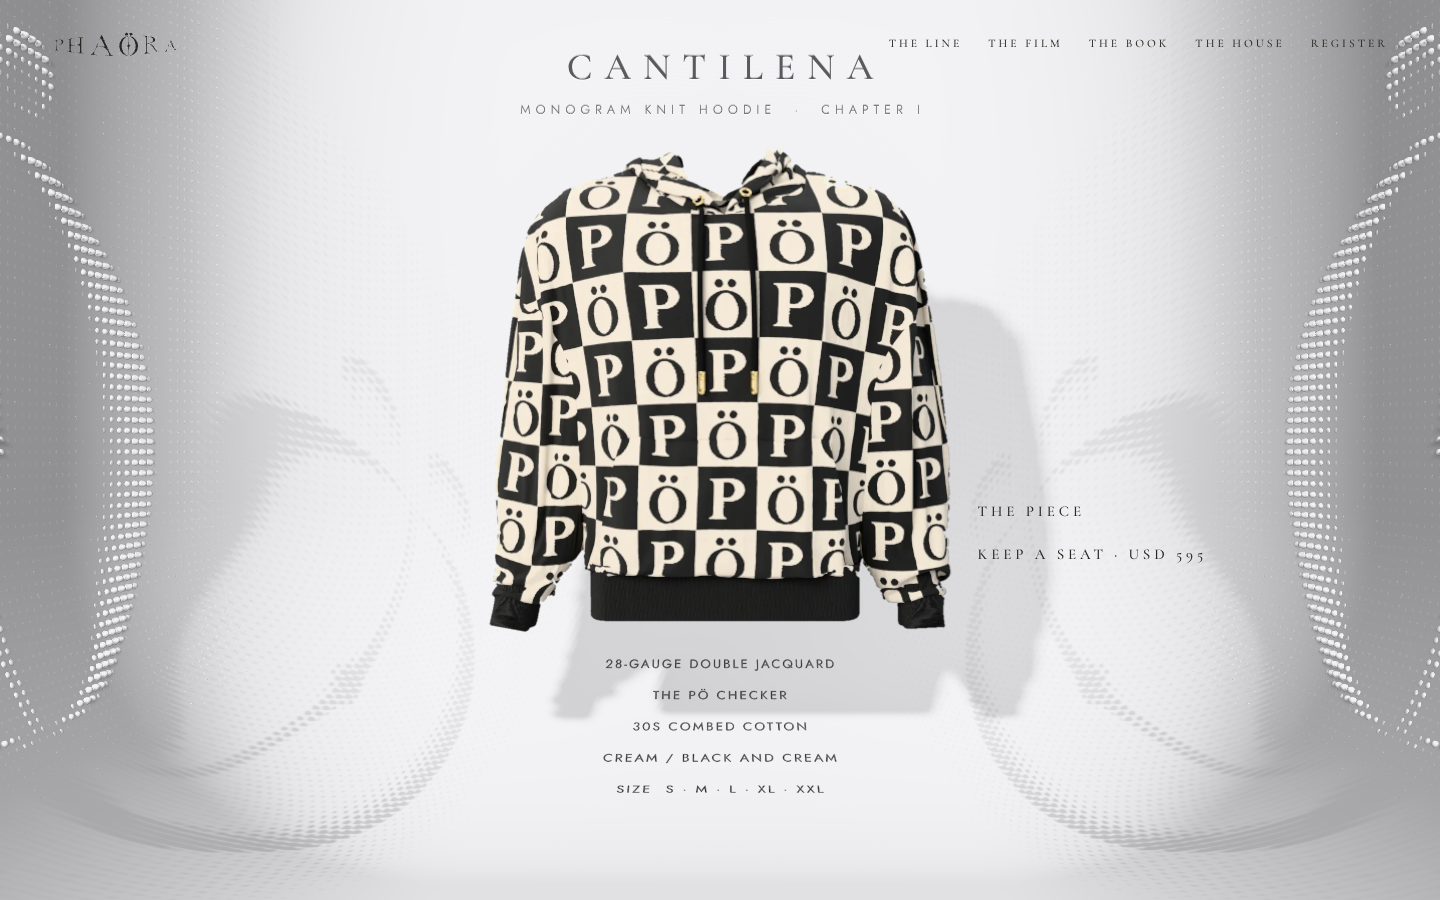 PHAÖRA
THE LINE THE FILM THE BOOK THE HOUSE REGISTER
CANTILENA
MONOGRAM KNIT HOODIE · CHAPTER I
Ö P Ö P Ö P Ö
P Ö P Ö P
P Ö P Ö P
Ö P Ö P Ö
P Ö P Ö P
THE PIECE
KEEP A SEAT · USD 595
28-GAUGE DOUBLE JACQUARD
THE PÖ CHECKER
30S COMBED COTTON
CREAM / BLACK AND CREAM
SIZE S · M · L · XL · XXL